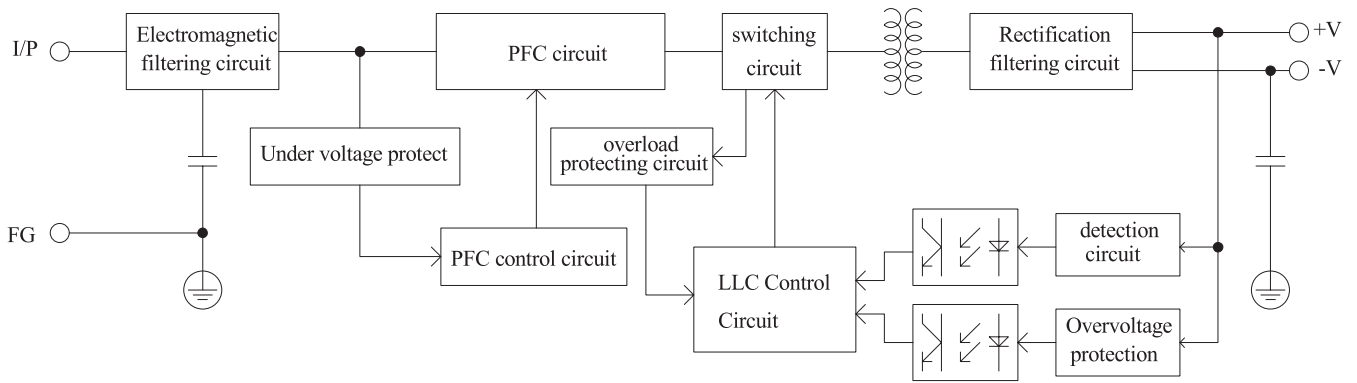 I/P
Electromagnetic
filtering circuit
PFC circuit
switching
circuit
Rectification
filtering circuit
+V
-V
Under voltage protect
overload
protecting circuit
FG
PFC control circuit
LLC Control
Circuit
detection
circuit
Overvoltage
protection